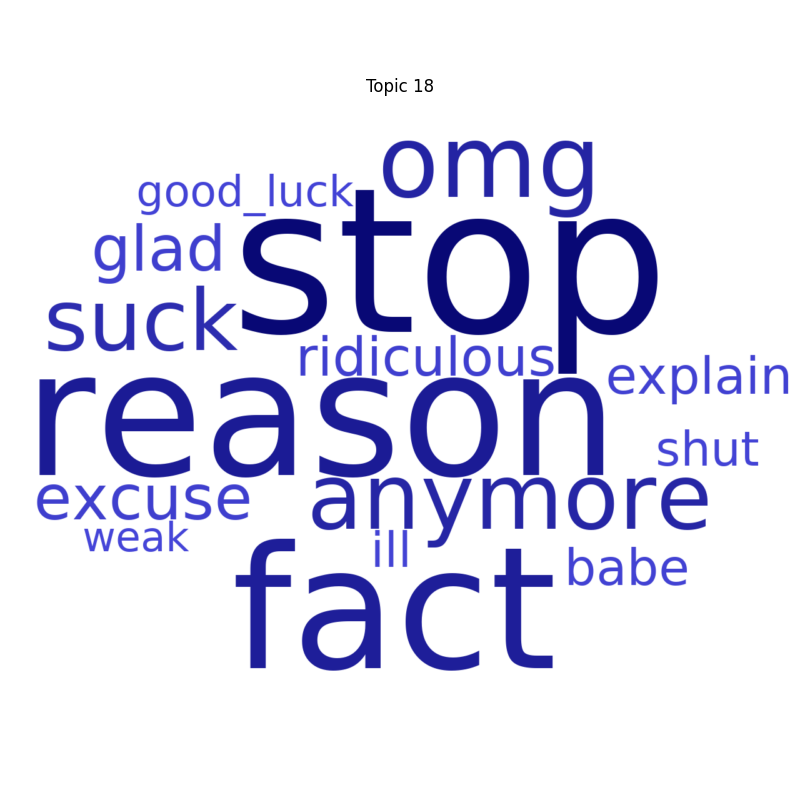 Topic 18
omg
good_luck
stop
glad
suck
ridiculous
explain
reason
shut
anymore
excuse
weak
ill
babe
fact